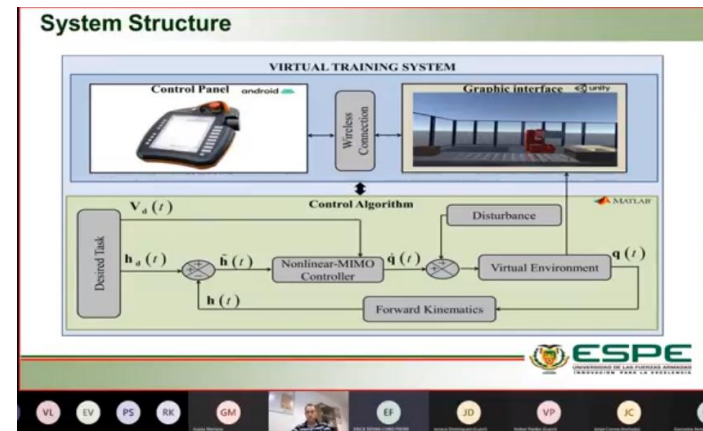 System Structure
VIRTUAL TRAINING SYSTEM
Control Panel
android
Wireless
Connection
Graphic interface
unity
Control Algorithm
MATLAB
Desired Task
V_d (t)
h_d (t)
h̃ (t)
Nonlinear-MIMO
Controller
q̇ (t)
Disturbance
Virtual Environment
q (t)
h (t)
Forward Kinematics
ESPE
UNIVERSIDAD DE LAS FUERZAS ARMADAS
INNOVACIÓN PARA LA EXCELENCIA
VL
EV
PS
RK
GM
EF
JD
VP
JC